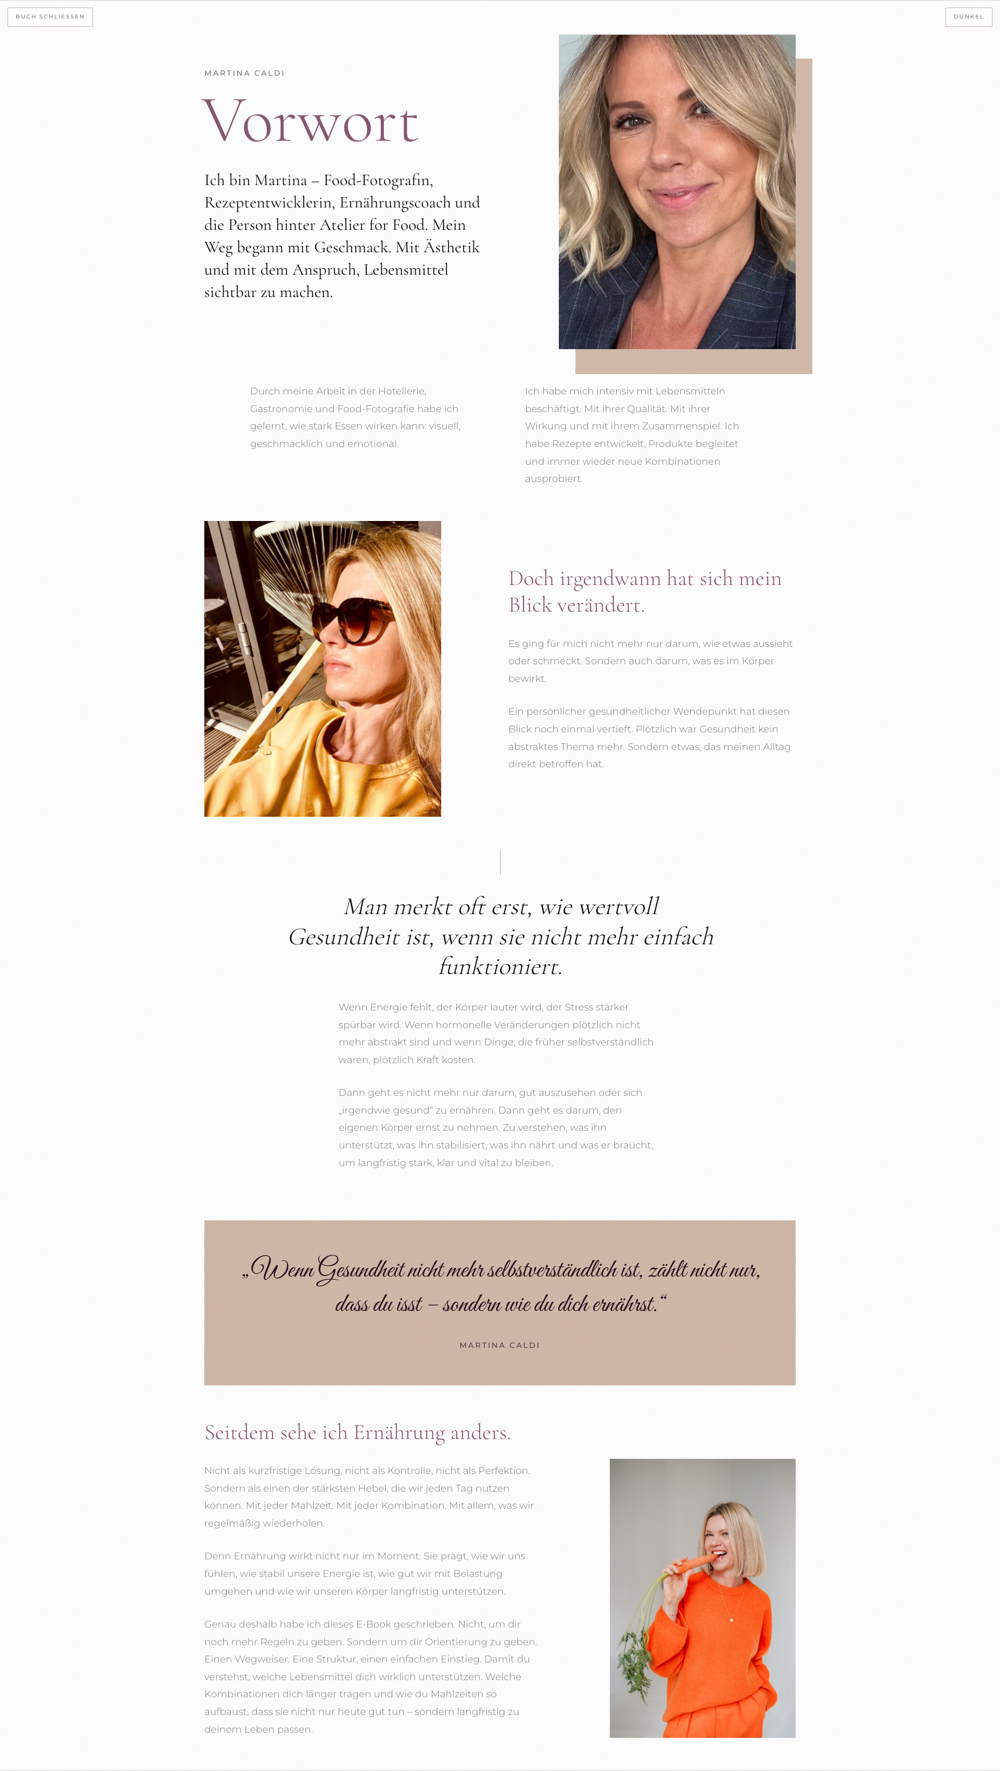 BUCH SCHLIESSEN
DUNKEL
MARTINA CALDI
Vorwort
Ich bin Martina – Food-Fotografin,
Rezeptentwicklerin, Ernährungscoach und
die Person hinter Atelier for Food. Mein
Weg begann mit Geschmack. Mit Ästhetik
und mit dem Anspruch, Lebensmittel
sichtbar zu machen.
Durch meine Arbeit in der Hotellerie,
Gastronomie und Food-Fotografie habe ich
gelernt, wie stark Essen wirken kann: visuell,
geschmacklich und emotional.
Ich habe mich intensiv mit Lebensmitteln
beschäftigt. Mit ihrer Qualität. Mit ihrer
Wirkung und mit ihrem Zusammenspiel. Ich
habe Rezepte entwickelt, Produkte begleitet
und immer wieder neue Kombinationen
ausprobiert.
Doch irgendwann hat sich mein
Blick verändert.
Es ging für mich nicht mehr nur darum, wie etwas aussieht
oder schmeckt. Sondern auch darum, was es im Körper
bewirkt.
Ein persönlicher gesundheitlicher Wendepunkt hat diesen
Blick noch einmal vertieft. Plötzlich war Gesundheit kein
abstraktes Thema mehr. Sondern etwas, das meinen Alltag
direkt betroffen hat.
Man merkt oft erst, wie wertvoll
Gesundheit ist, wenn sie nicht mehr einfach
funktioniert.
Wenn Energie fehlt, der Körper lauter wird, der Stress stärker
spürbar wird. Wenn hormonelle Veränderungen plötzlich nicht
mehr abstrakt sind und wenn Dinge, die früher selbstverständlich
waren, plötzlich Kraft kosten.
Dann geht es nicht mehr nur darum, gut auszusehen oder sich
„irgendwie gesund“ zu ernähren. Dann geht es darum, den
eigenen Körper ernst zu nehmen. Zu verstehen, was ihn
unterstützt, was ihn stabilisiert, was ihn nährt und was er braucht,
um langfristig stark, klar und vital zu bleiben.
„Wenn Gesundheit nicht mehr selbstverständlich ist, zählt nicht nur,
dass du isst – sondern wie du dich ernährst.“
MARTINA CALDI
Seitdem sehe ich Ernährung anders.
Nicht als kurzfristige Lösung, nicht als Kontrolle, nicht als Perfektion.
Sondern als einen der stärksten Hebel, die wir jeden Tag nutzen
können. Mit jeder Mahlzeit. Mit jeder Kombination. Mit allem, was wir
regelmäßig wiederholen.
Denn Ernährung wirkt nicht nur im Moment. Sie prägt, wie wir uns
fühlen, wie stabil unsere Energie ist, wie gut wir mit Belastung
umgehen und wie wir unseren Körper langfristig unterstützen.
Genau deshalb habe ich dieses E-Book geschrieben. Nicht, um dir
noch mehr Regeln zu geben. Sondern um dir Orientierung zu geben.
Einen Wegweiser. Eine Struktur, einen einfachen Einstieg. Damit du
verstehst, welche Lebensmittel dich wirklich unterstützen. Welche
Kombinationen dich länger tragen und wie du Mahlzeiten so
aufbaust, dass sie nicht nur heute gut tun – sondern langfristig zu
deinem Leben passen.